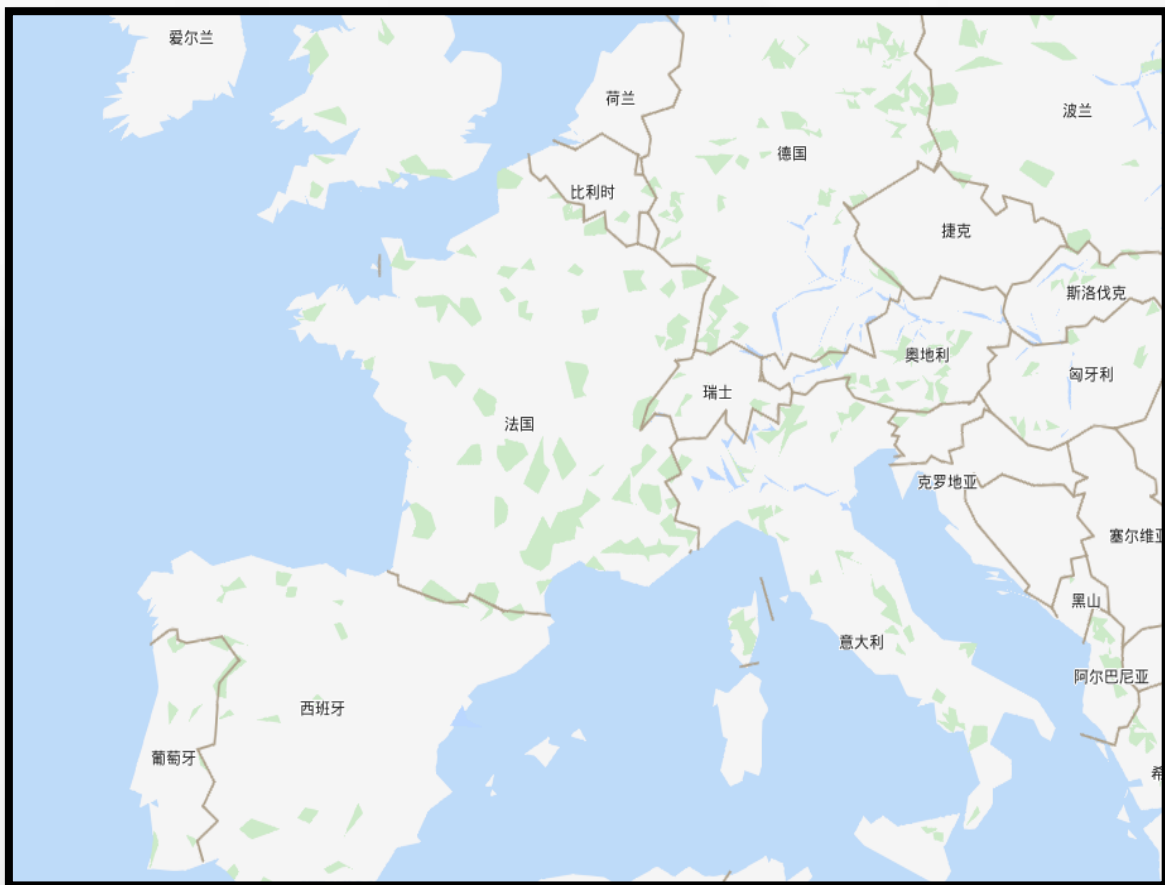 爱尔兰
荷兰
波兰
德国
比利时
捷克
斯洛伐克
奥地利
匈牙利
瑞士
法国
克罗地亚
塞尔维亚
黑山
意大利
阿尔巴尼亚
西班牙
葡萄牙
希